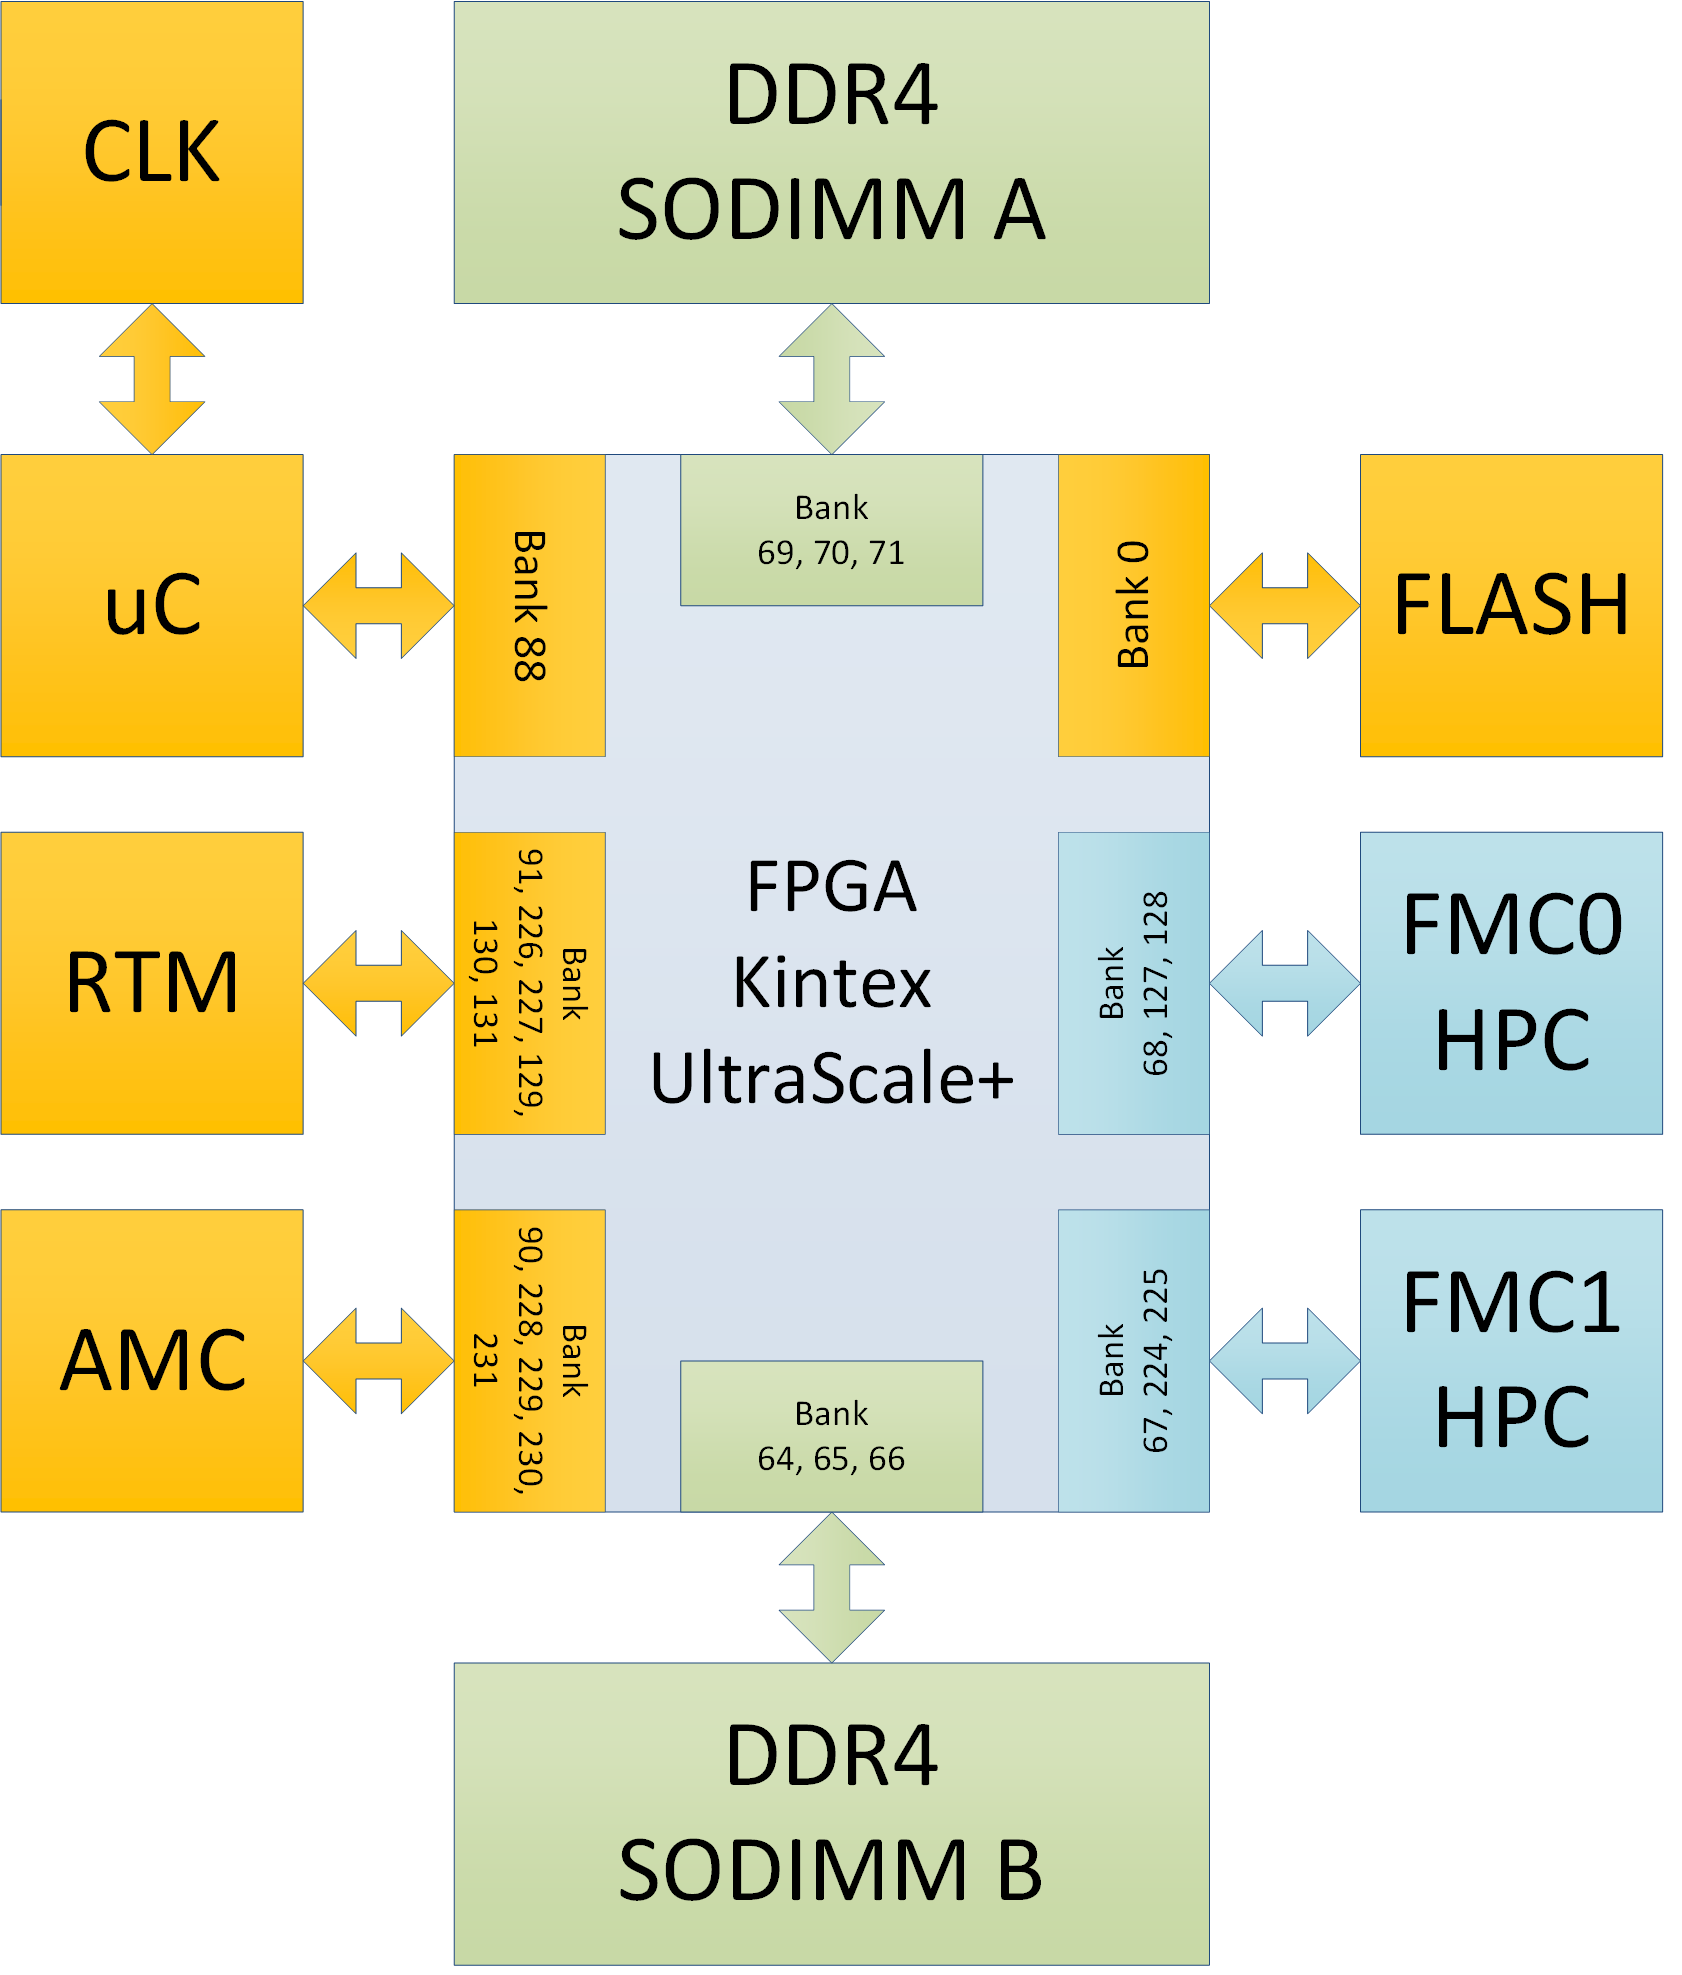 CLK
DDR4
SODIMM A
uC
Bank 88
Bank
69, 70, 71
Bank 0
FLASH
RTM
Bank
91, 226, 227, 129,
130, 131
FPGA
Kintex
UltraScale+
Bank
68, 127, 128
FMC0
HPC
AMC
Bank
90, 228, 229, 230,
231
Bank
64, 65, 66
Bank
67, 224, 225
FMC1
HPC
DDR4
SODIMM B